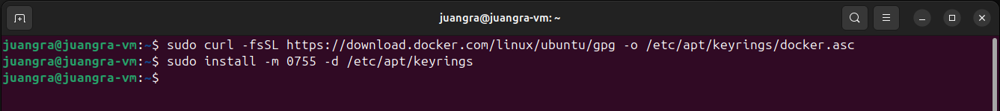 juangra@juangra-vm: ~
juangra@juangra-vm:~$ sudo curl -fsSL https://download.docker.com/linux/ubuntu/gpg -o /etc/apt/keyrings/docker.asc
juangra@juangra-vm:~$ sudo install -m 0755 -d /etc/apt/keyrings
juangra@juangra-vm:~$